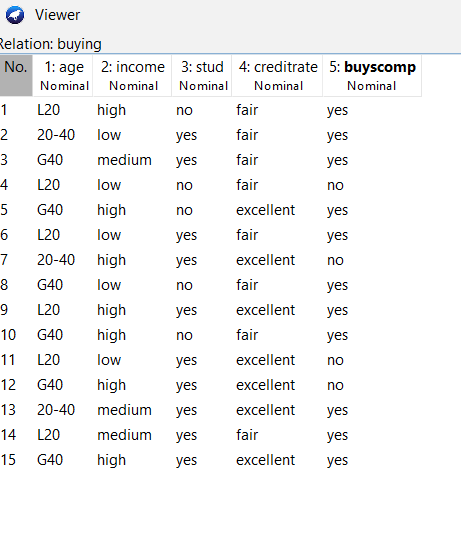 Viewer
Relation: buying
No. 1: age 2: income 3: stud 4: creditrate 5: buyscomp
Nominal Nominal Nominal Nominal Nominal
1 L20 high no fair yes
2 20-40 low yes fair yes
3 G40 medium yes fair yes
4 L20 low no fair no
5 G40 high no excellent yes
6 L20 low yes fair yes
7 20-40 high yes excellent no
8 G40 low no fair yes
9 L20 high yes excellent yes
10 G40 high no fair yes
11 L20 low yes excellent no
12 G40 high yes excellent no
13 20-40 medium yes excellent yes
14 L20 medium yes fair yes
15 G40 high yes excellent yes